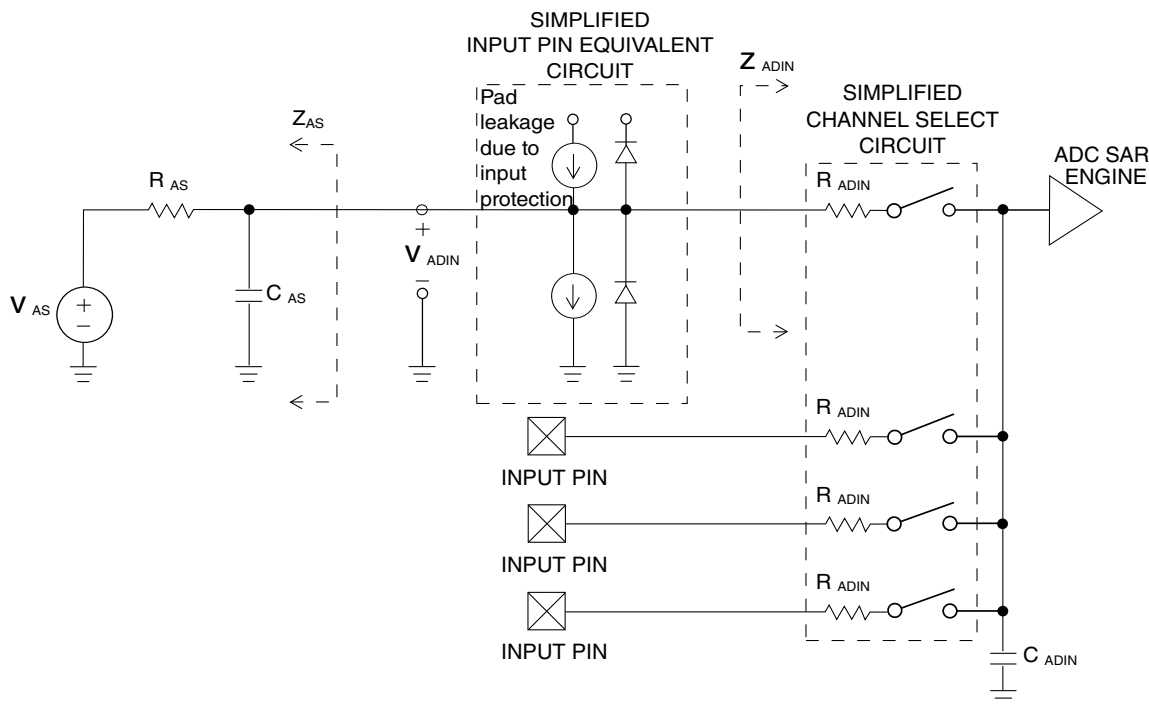 SIMPLIFIED
INPUT PIN EQUIVALENT
CIRCUIT
Pad
leakage
due to
input
protection
Z ADIN
SIMPLIFIED
CHANNEL SELECT
CIRCUIT
ADC SAR
ENGINE
ZAS
R AS
R ADIN
+
V ADIN
–
C AS
V AS
+
–
R ADIN
INPUT PIN
R ADIN
INPUT PIN
R ADIN
INPUT PIN
C ADIN